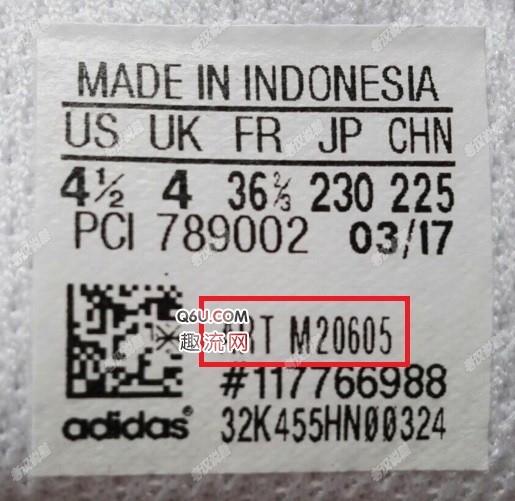 MADE IN INDONESIA
US UK FR JP CHN
4½ 4 36⅔ 230 225
PCI 789002 03/17
Q6U.COM
趣流网
ART M20605
#117766988
adidas® 32K455HN00324